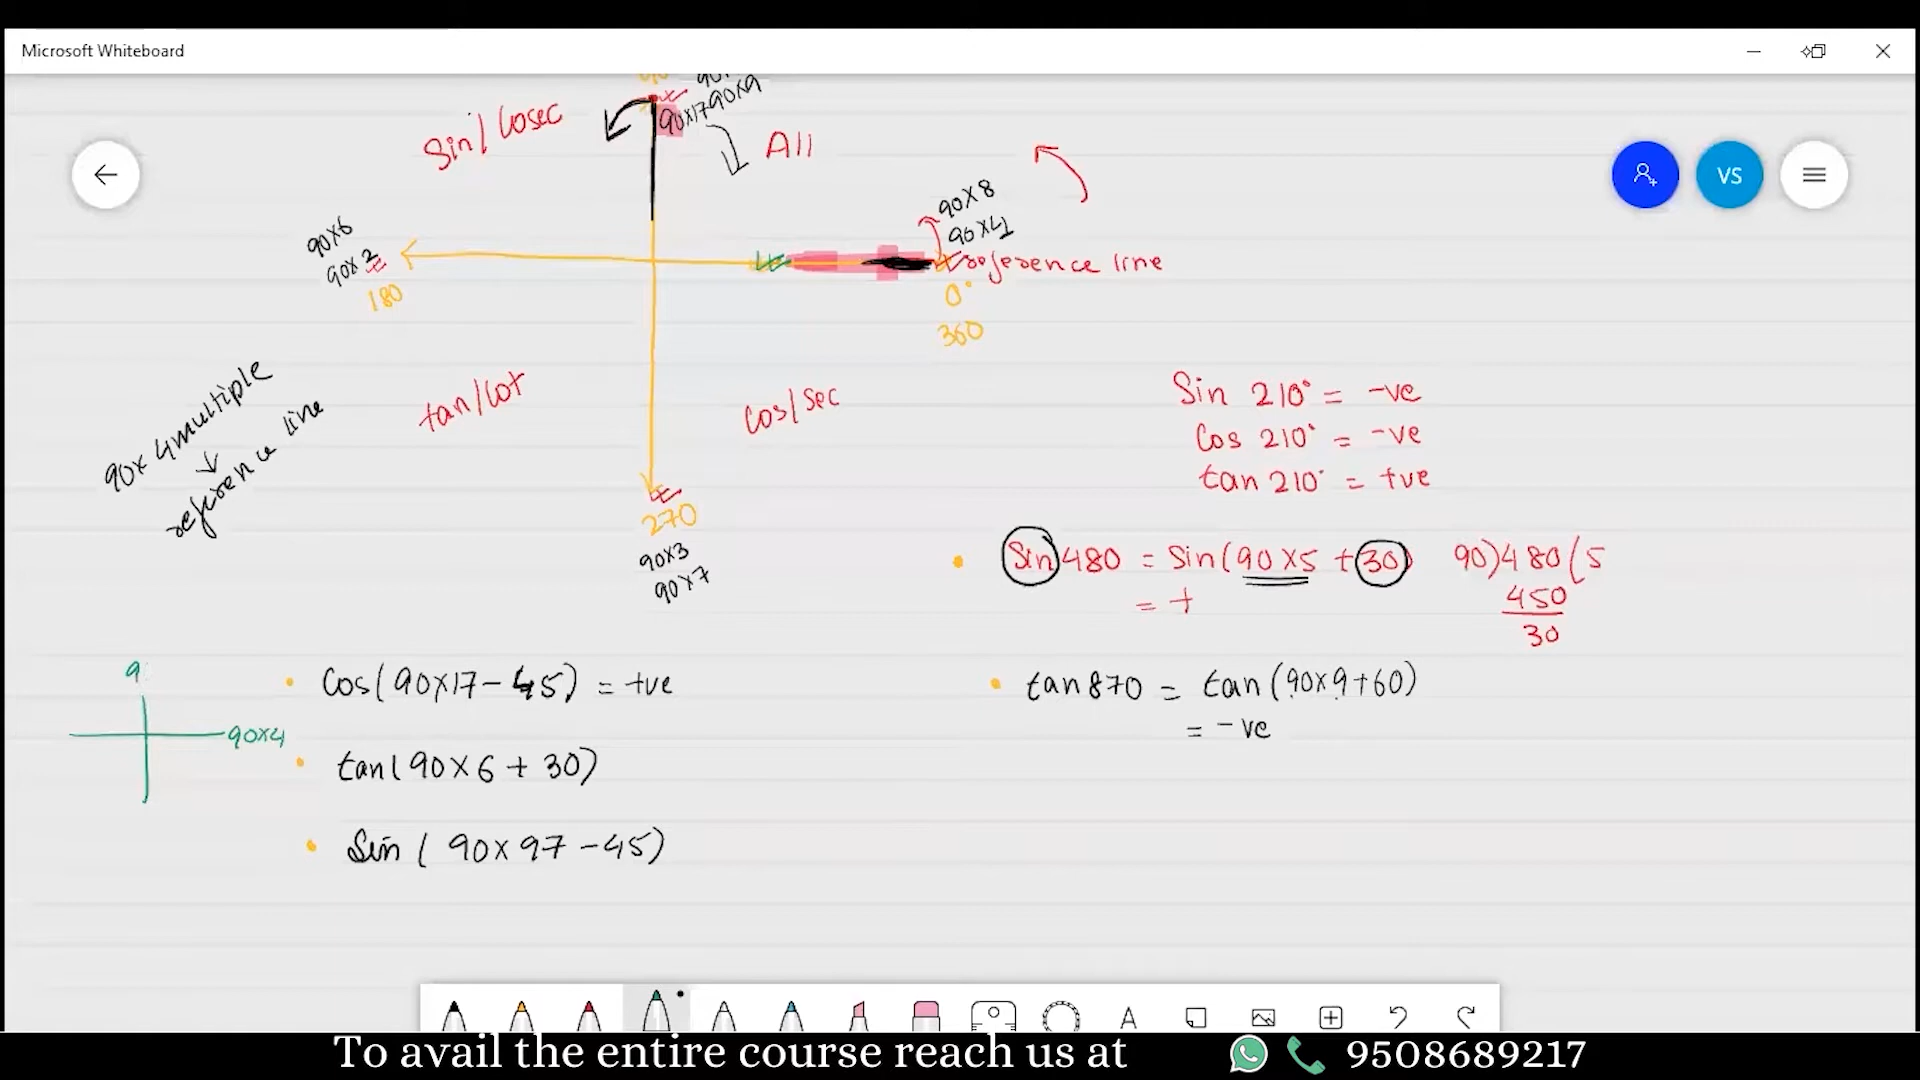 Microsoft Whiteboard
90x17 90x9
Sin/Cosec
All
90x8
90x4
reference line
0°
360
90x6
90x2
180
tan/Cot
Cos/Sec
90x 4multiple
reference line
270
90x3
90x7
Sin 210° = -ve
Cos 210° = -ve
tan 210° = +ve
Sin 480 = Sin(90x5 + 30)
= +
90)480(5
450
30
9
90x4
Cos(90x17-45) = +ve
tan(90x6 + 30)
Sin ( 90x97-45)
tan 870 = tan(90x9+60)
= -ve
VS
A
To avail the entire course reach us at 9508689217